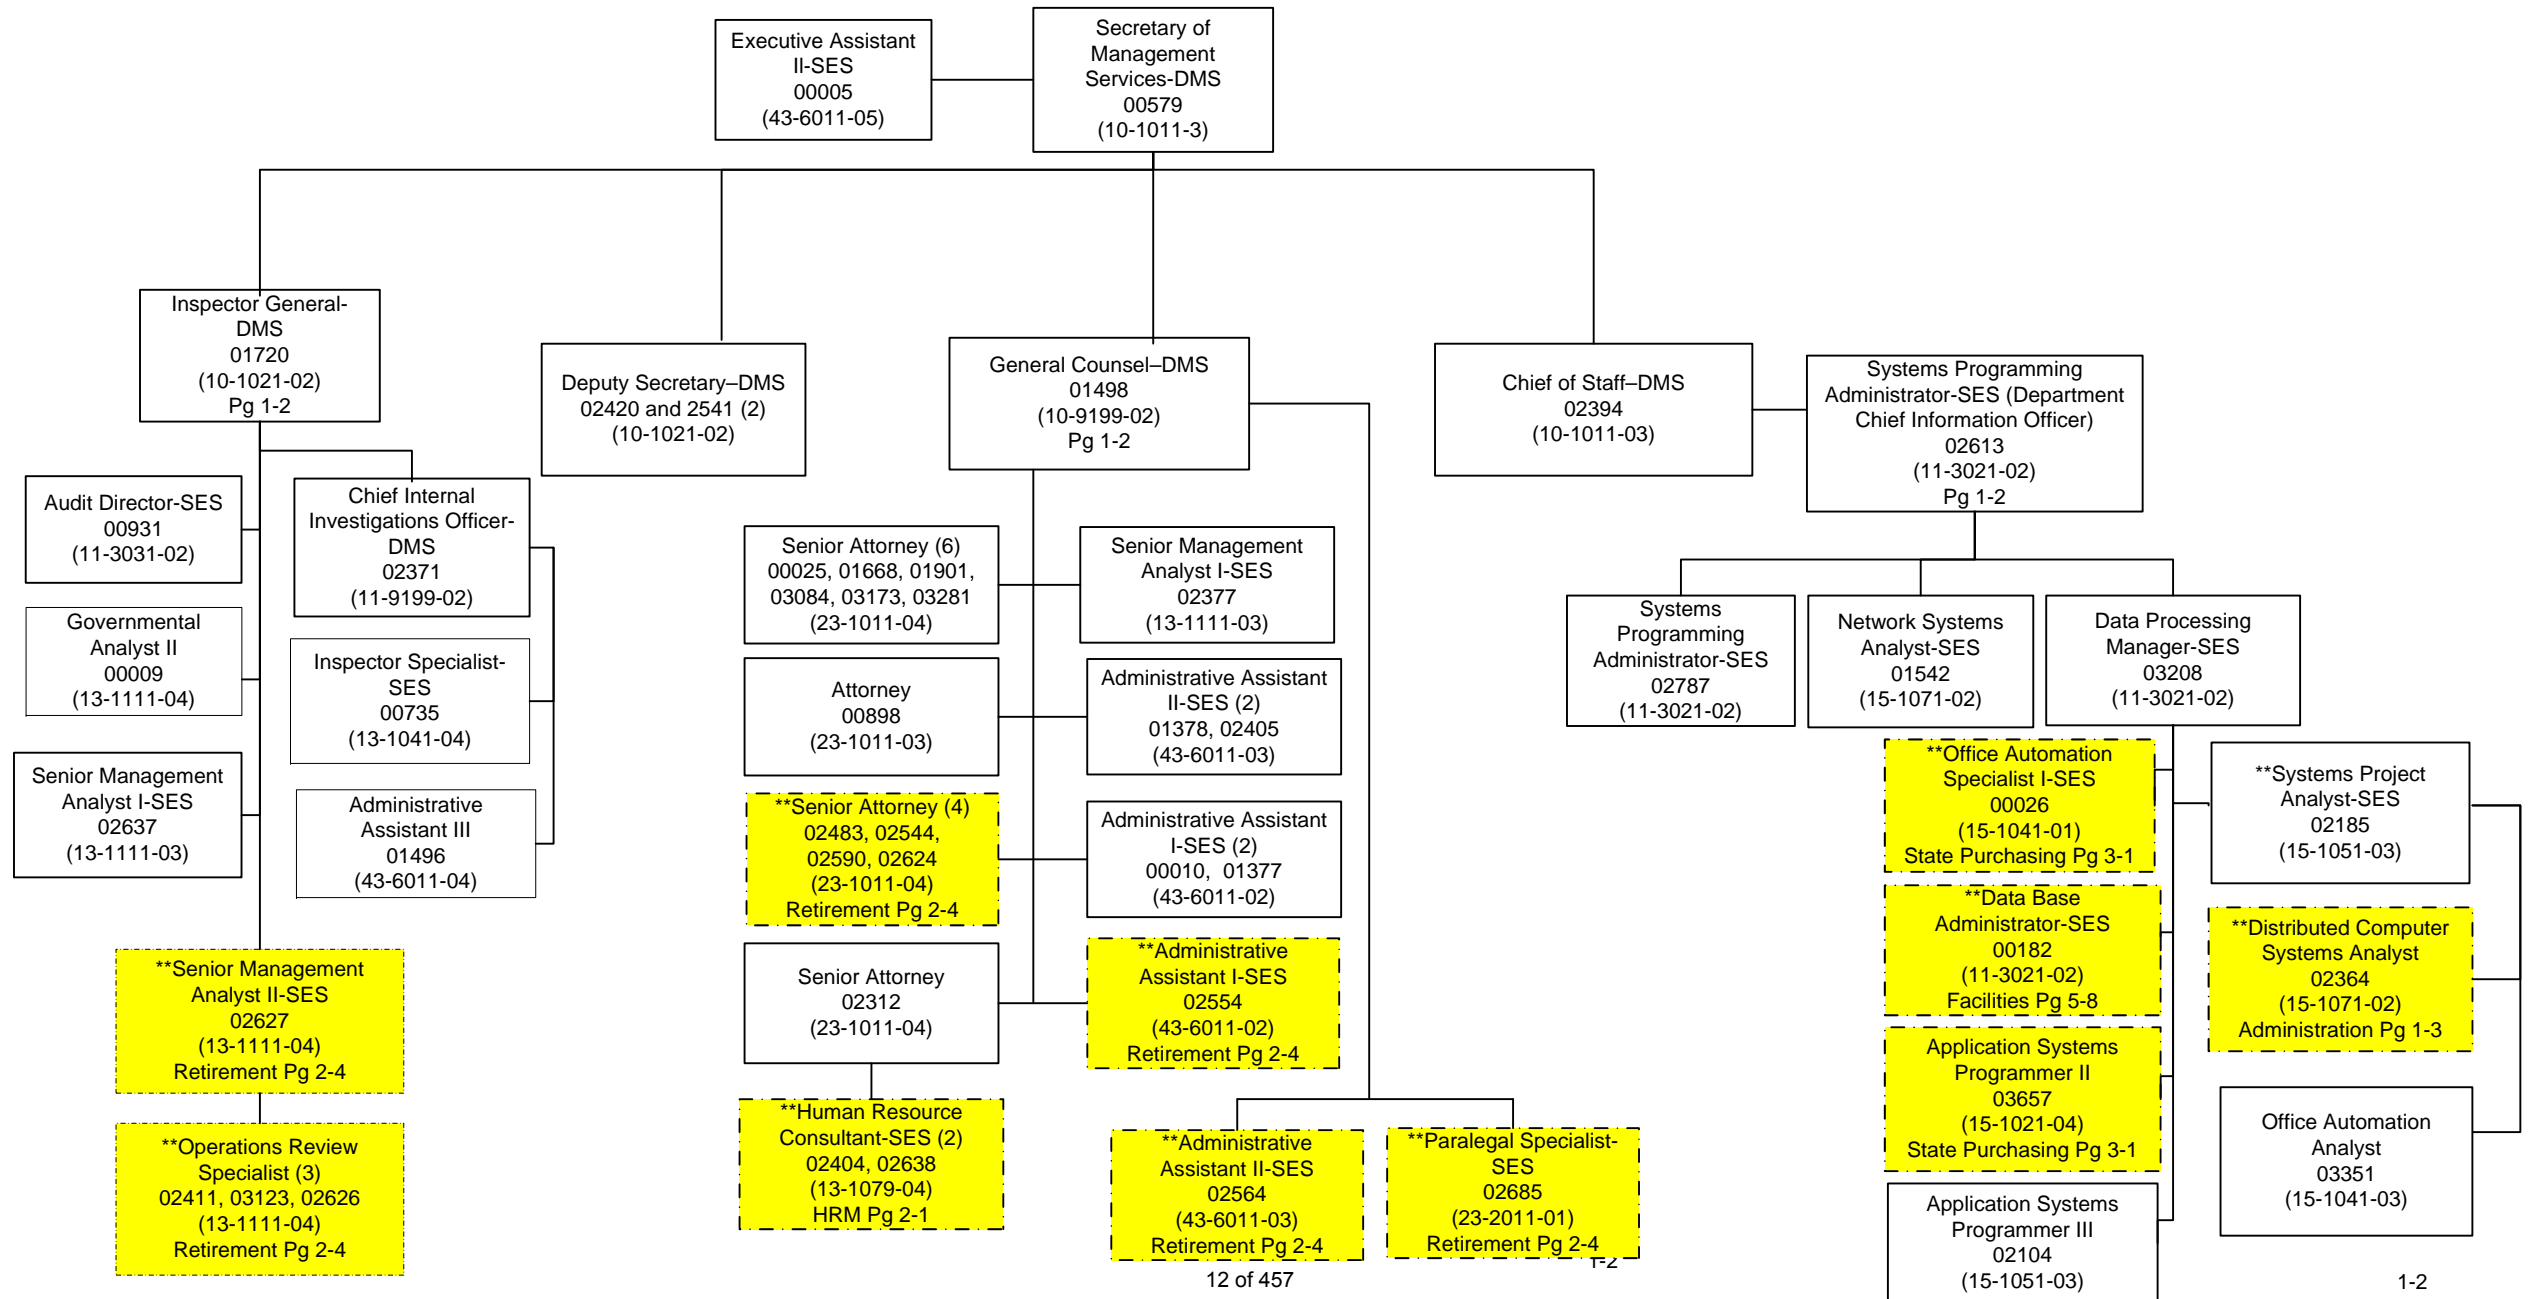 Executive Assistant
II-SES
00005
(43-6011-05)
Secretary of
Management
Services-DMS
00579
(10-1011-3)
Inspector General-
DMS
01720
(10-1021-02)
Pg 1-2
Deputy Secretary–DMS
02420 and 2541 (2)
(10-1021-02)
General Counsel–DMS
01498
(10-9199-02)
Pg 1-2
Chief of Staff–DMS
02394
(10-1011-03)
Systems Programming
Administrator-SES (Department
Chief Information Officer)
02613
(11-3021-02)
Pg 1-2
Audit Director-SES
00931
(11-3031-02)
Chief Internal
Investigations Officer-
DMS
02371
(11-9199-02)
Governmental
Analyst II
00009
(13-1111-04)
Inspector Specialist-
SES
00735
(13-1041-04)
Senior Management
Analyst I-SES
02637
(13-1111-03)
Administrative
Assistant III
01496
(43-6011-04)
**Senior Management
Analyst II-SES
02627
(13-1111-04)
Retirement Pg 2-4
**Operations Review
Specialist (3)
02411, 03123, 02626
(13-1111-04)
Retirement Pg 2-4
Senior Attorney (6)
00025, 01668, 01901,
03084, 03173, 03281
(23-1011-04)
Senior Management
Analyst I-SES
02377
(13-1111-03)
Attorney
00898
(23-1011-03)
Administrative Assistant
II-SES (2)
01378, 02405
(43-6011-03)
**Senior Attorney (4)
02483, 02544,
02590, 02624
(23-1011-04)
Retirement Pg 2-4
Administrative Assistant
I-SES (2)
00010,  01377
(43-6011-02)
Senior Attorney
02312
(23-1011-04)
**Administrative
Assistant I-SES
02554
(43-6011-02)
Retirement Pg 2-4
**Human Resource
Consultant-SES (2)
02404, 02638
(13-1079-04)
HRM Pg 2-1
**Administrative
Assistant II-SES
02564
(43-6011-03)
Retirement Pg 2-4
**Paralegal Specialist-
SES
02685
(23-2011-01)
Retirement Pg 2-4
Systems
Programming
Administrator-SES
02787
(11-3021-02)
Network Systems
Analyst-SES
01542
(15-1071-02)
Data Processing
Manager-SES
03208
(11-3021-02)
**Office Automation
Specialist I-SES
00026
(15-1041-01)
State Purchasing Pg 3-1
**Systems Project
Analyst-SES
02185
(15-1051-03)
**Data Base
Administrator-SES
00182
(11-3021-02)
Facilities Pg 5-8
**Distributed Computer
Systems Analyst
02364
(15-1071-02)
Administration Pg 1-3
Application Systems
Programmer II
03657
(15-1021-04)
State Purchasing Pg 3-1
Office Automation
Analyst
03351
(15-1041-03)
Application Systems
Programmer III
02104
(15-1051-03)
1-2
12 of 457
1-2